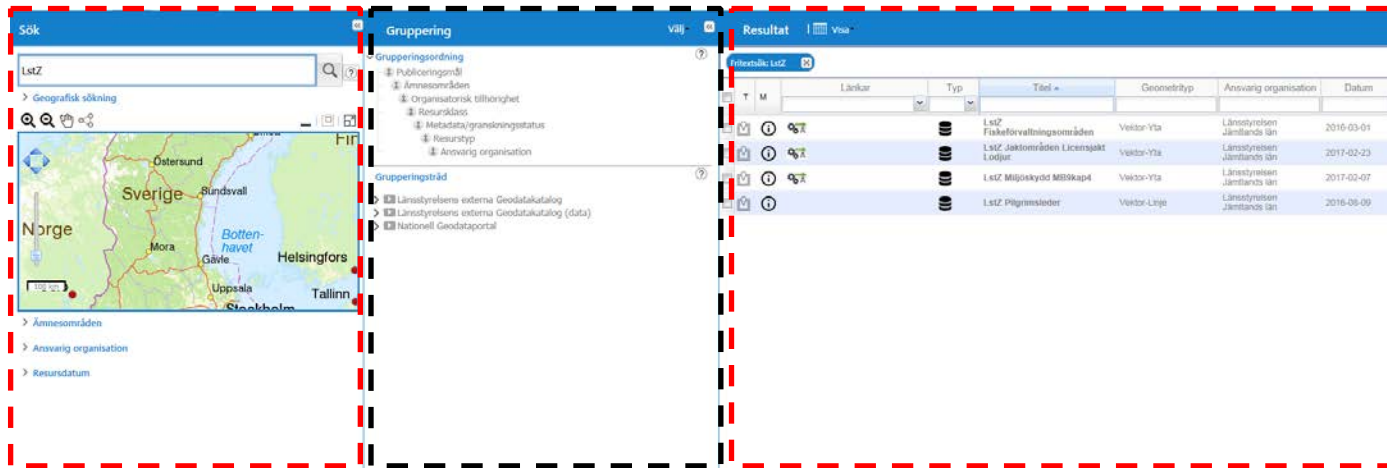 Sök
LstZ
Geografisk sökning
Fin
Östersund
Sverige
Sundsvall
Norge
Botten-
havet
Mora
Gävle
Helsingfors
100 km
Uppsala
Tallinn
Stockholm
Ämnesområden
Ansvarig organisation
Resursdatum
Gruppering Välj
Grupperingsordning
Publiceringsmål
Ämnesområden
Organisatorisk tillhörighet
Resursklass
Metadata/granskningsstatus
Resurstyp
Ansvarig organisation
Grupperingsträd
Länsstyrelsens externa Geodatakatalog
Länsstyrelsens externa Geodatakatalog (data)
Nationell Geodataportal
Resultat Visa
Fritextsök: LstZ
T M Länkar Typ Titel Geometrityp Ansvarig organisation Datum
LstZ
Fiskeförvaltningsområden Vektor-Yta Länsstyrelsen
Jämtlands län 2016-03-01
LstZ Jaktområden Licensjakt
Lodjur Vektor-Yta Länsstyrelsen
Jämtlands län 2017-02-23
LstZ Miljöskydd MB9kap4 Vektor-Yta Länsstyrelsen
Jämtlands län 2017-02-07
LstZ Pilgrimsleder Vektor-Linje Länsstyrelsen
Jämtlands län 2016-06-09